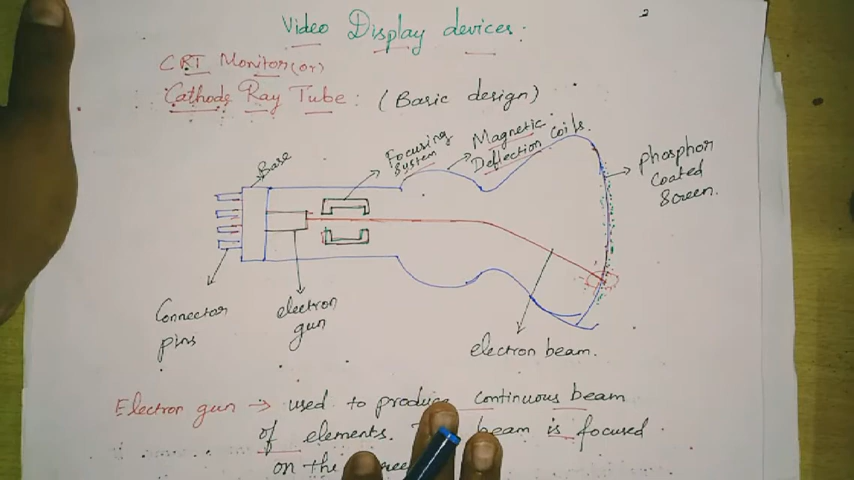 2
Video Display devices:
CRT Monitor (or)
Cathode Ray Tube: (Basic design)
Base
Focusing
System
Magnetic
Deflection Coils.
phosphor
Coated
Screen.
Connector
pins
electron
gun
electron beam.
Electron gun → used to produce continuous beam
of elements. beam is focused
on the